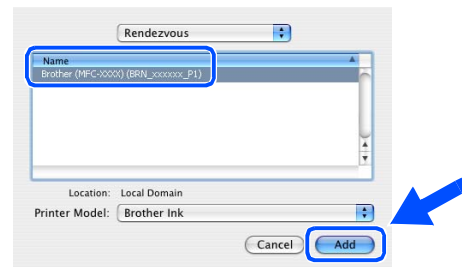 Rendezvous
Name
Brother (MFC-XXXX) (BRN_xxxxxx_P1)
Location: Local Domain
Printer Model: Brother Ink
Cancel Add